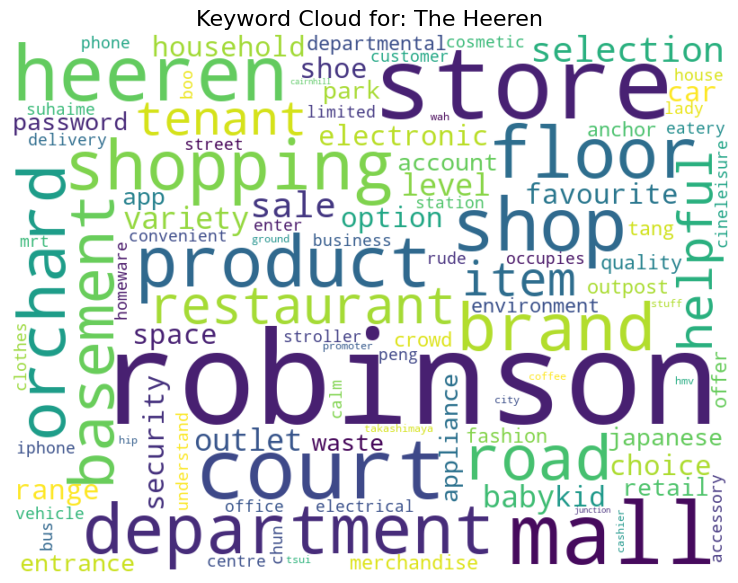 Keyword Cloud for: The Heeren
phone
household
departmental
cosmetic
selection
heeren
boo
cairnhill
shoe
customer
store
house
car
suhaime
tenant
park
limited
wah
lady
password
electronic
floor
anchor
eatery
delivery
street
shopping
account
helpful
cineleisure
orchard
basement
app
sale
level
station
favourite
variety
option
shop
tang
mrt
convenient
enter
ground
business
homeware
product
rude
occupies
quality
item
outpost
restaurant
environment
stuff
space
stroller
crowd
brand
promoter
peng
robinson
clothes
calm
coffee
hmv
offer
city
hip
takashimaya
security
outlet
waste
appliance
fashion
japanese
iphone
understand
court
road
choice
range
baby
kid
retail
accessory
vehicle
office
electrical
department
junction
mall
bus
chun
cashier
entrance
centre
tsui
merchandise